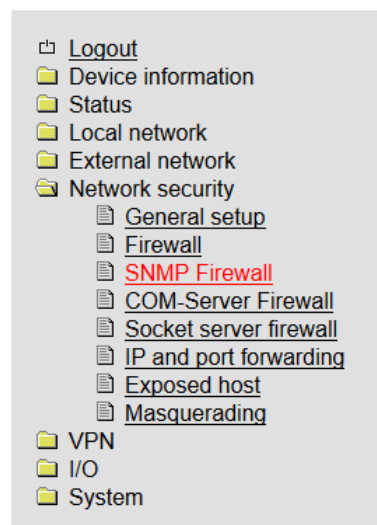 Logout
Device information
Status
Local network
External network
Network security
General setup
Firewall
SNMP Firewall
COM-Server Firewall
Socket server firewall
IP and port forwarding
Exposed host
Masquerading
VPN
I/O
System